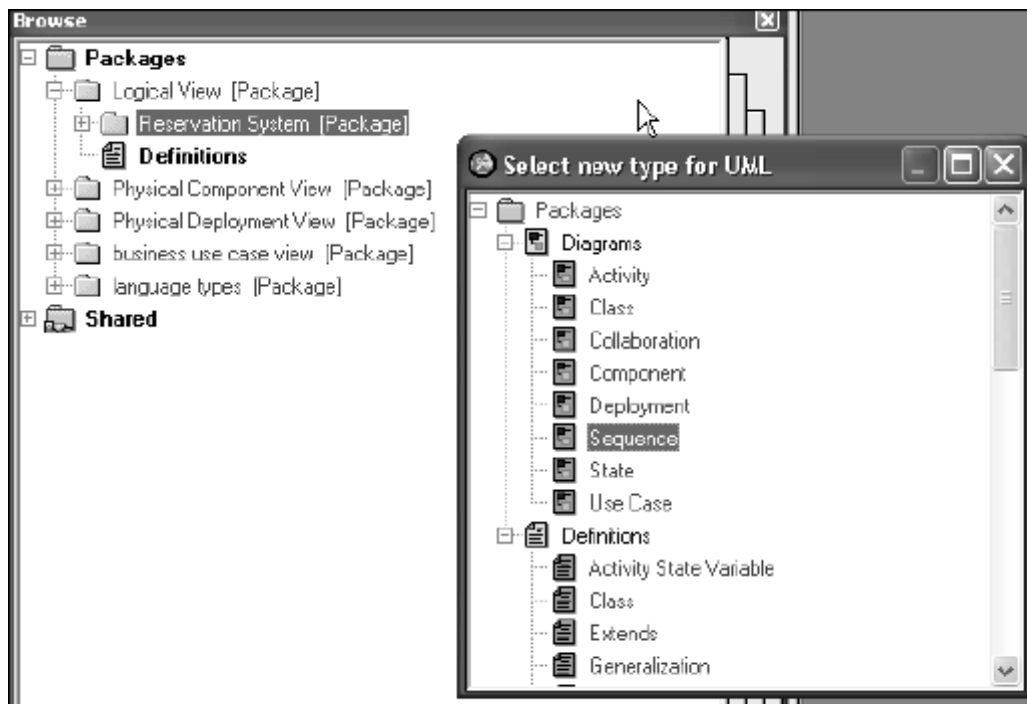 Browse
Packages
Logical View [Package]
Reservation System [Package]
Definitions
Physical Component View [Package]
Physical Deployment View [Package]
business use case view [Package]
language types [Package]
Shared
Select new type for UML
Packages
Diagrams
Activity
Class
Collaboration
Component
Deployment
Sequence
State
Use Case
Definitions
Activity State Variable
Class
Extends
Generalization